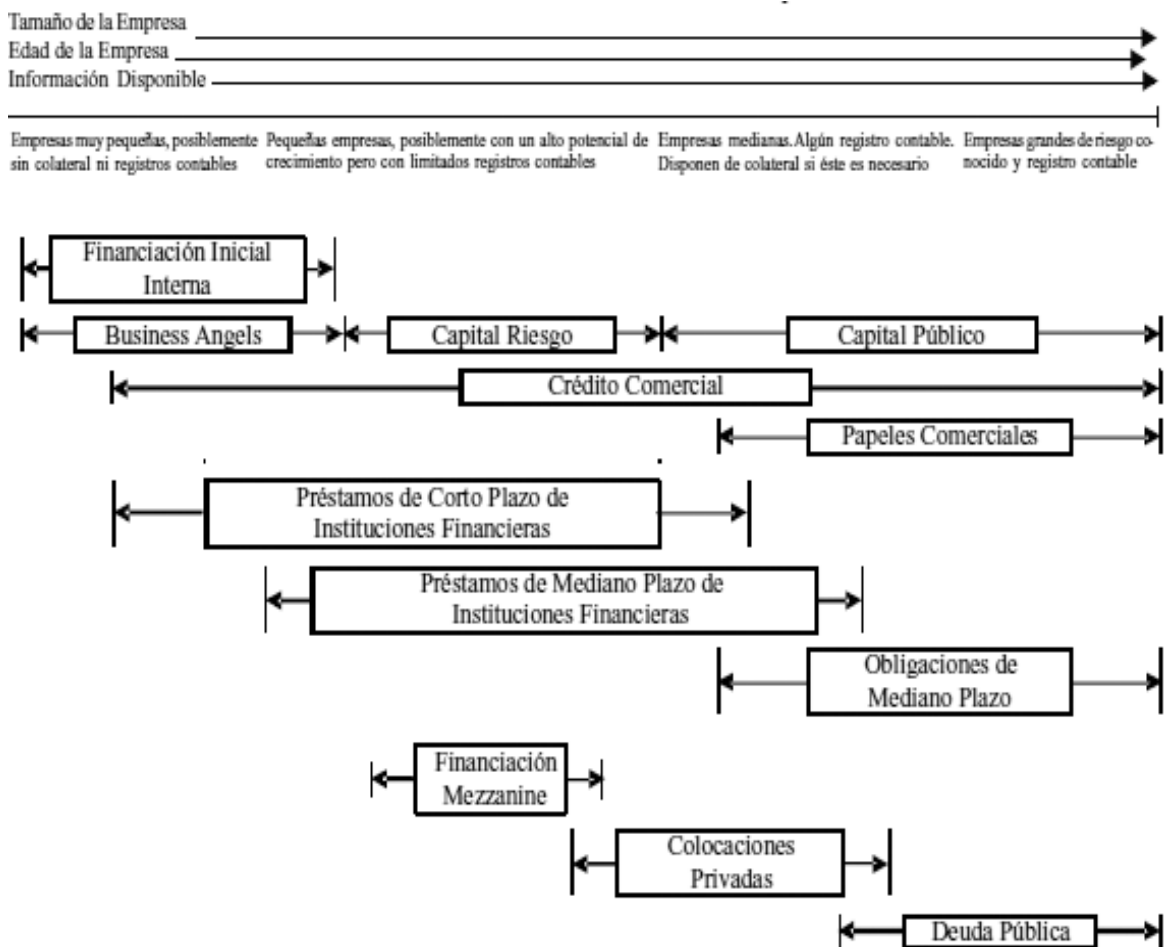 Tamaño de la Empresa
Edad de la Empresa
Información Disponible
Empresas muy pequeñas, posiblemente
sin colateral ni registros contables
Pequeñas empresas, posiblemente con un alto potencial de
crecimiento pero con limitados registros contables
Empresas medianas. Algún registro contable.
Disponen de colateral si éste es necesario
Empresas grandes de riesgo co-
nocido y registro contable
Financiación Inicial
Interna
Business Angels
Capital Riesgo
Capital Público
Crédito Comercial
Papeles Comerciales
Préstamos de Corto Plazo de
Instituciones Financieras
Préstamos de Mediano Plazo de
Instituciones Financieras
Obligaciones de
Mediano Plazo
Financiación
Mezzanine
Colocaciones
Privadas
Deuda Pública